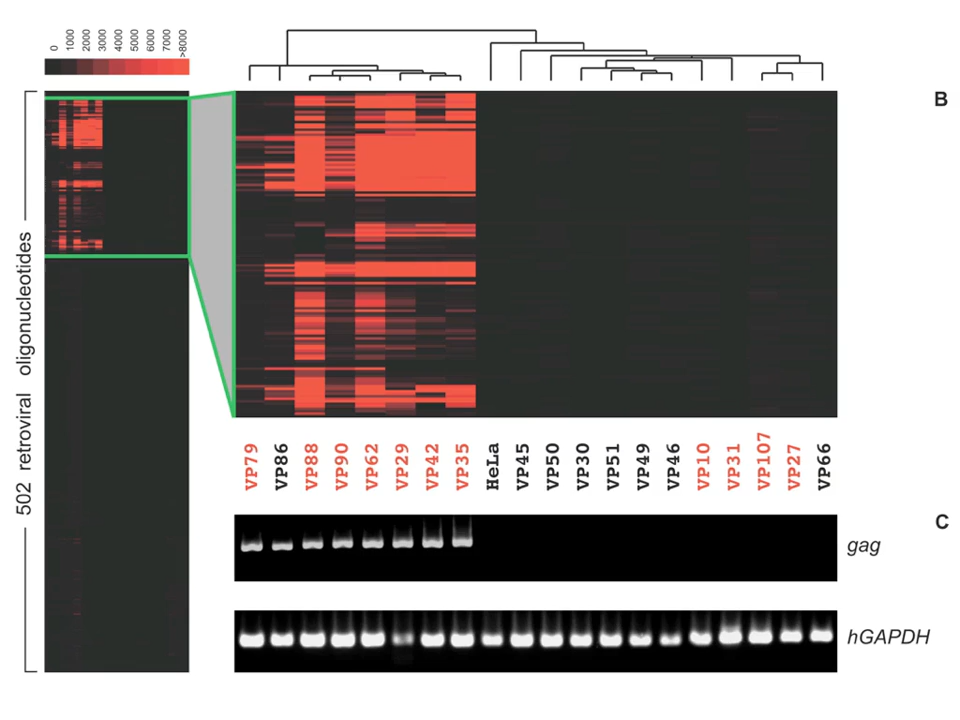 0 1000 2000 3000 4000 5000 6000 7000 >8000
B
502 retroviral oligonucleotides
VP79 VP86 VP88 VP90 VP62 VP29 VP42 VP35 HeLa VP45 VP50 VP30 VP51 VP49 VP46 VP10 VP31 VP107 VP27 VP66
C
gag
hGAPDH